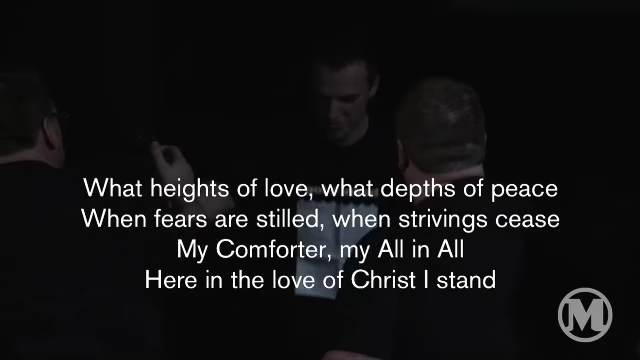 What heights of love, what depths of peace
When fears are stilled, when strivings cease
My Comforter, my All in All
Here in the love of Christ I stand
M